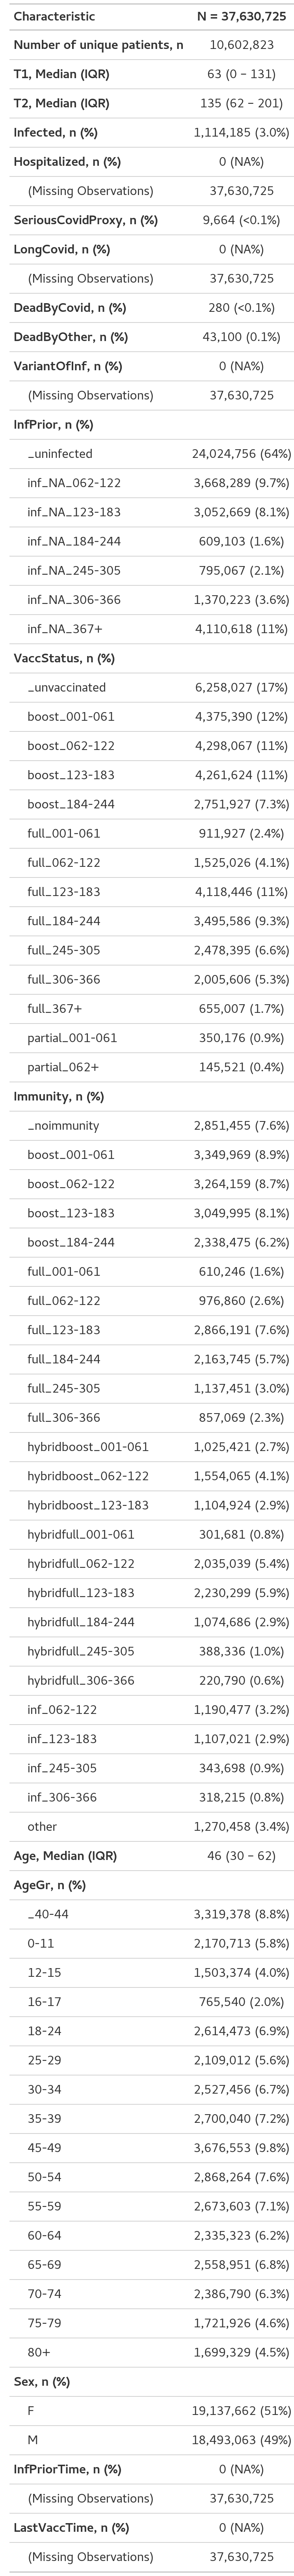 Characteristic N = 37,630,725
Number of unique patients, n 10,602,823
T1, Median (IQR) 63 (0 – 131)
T2, Median (IQR) 135 (62 – 201)
Infected, n (%) 1,114,185 (3.0%)
Hospitalized, n (%) 0 (NA%)
(Missing Observations) 37,630,725
SeriousCovidProxy, n (%) 9,664 (<0.1%)
LongCovid, n (%) 0 (NA%)
(Missing Observations) 37,630,725
DeadByCovid, n (%) 280 (<0.1%)
DeadByOther, n (%) 43,100 (0.1%)
VariantOfInf, n (%) 0 (NA%)
(Missing Observations) 37,630,725
InfPrior, n (%)
_uninfected 24,024,756 (64%)
inf_NA_062-122 3,668,289 (9.7%)
inf_NA_123-183 3,052,669 (8.1%)
inf_NA_184-244 609,103 (1.6%)
inf_NA_245-305 795,067 (2.1%)
inf_NA_306-366 1,370,223 (3.6%)
inf_NA_367+ 4,110,618 (11%)
VaccStatus, n (%)
_unvaccinated 6,258,027 (17%)
boost_001-061 4,375,390 (12%)
boost_062-122 4,298,067 (11%)
boost_123-183 4,261,624 (11%)
boost_184-244 2,751,927 (7.3%)
full_001-061 911,927 (2.4%)
full_062-122 1,525,026 (4.1%)
full_123-183 4,118,446 (11%)
full_184-244 3,495,586 (9.3%)
full_245-305 2,478,395 (6.6%)
full_306-366 2,005,606 (5.3%)
full_367+ 655,007 (1.7%)
partial_001-061 350,176 (0.9%)
partial_062+ 145,521 (0.4%)
Immunity, n (%)
_noimmunity 2,851,455 (7.6%)
boost_001-061 3,349,969 (8.9%)
boost_062-122 3,264,159 (8.7%)
boost_123-183 3,049,995 (8.1%)
boost_184-244 2,338,475 (6.2%)
full_001-061 610,246 (1.6%)
full_062-122 976,860 (2.6%)
full_123-183 2,866,191 (7.6%)
full_184-244 2,163,745 (5.7%)
full_245-305 1,137,451 (3.0%)
full_306-366 857,069 (2.3%)
hybridboost_001-061 1,025,421 (2.7%)
hybridboost_062-122 1,554,065 (4.1%)
hybridboost_123-183 1,104,924 (2.9%)
hybridfull_001-061 301,681 (0.8%)
hybridfull_062-122 2,035,039 (5.4%)
hybridfull_123-183 2,230,299 (5.9%)
hybridfull_184-244 1,074,686 (2.9%)
hybridfull_245-305 388,336 (1.0%)
hybridfull_306-366 220,790 (0.6%)
inf_062-122 1,190,477 (3.2%)
inf_123-183 1,107,021 (2.9%)
inf_245-305 343,698 (0.9%)
inf_306-366 318,215 (0.8%)
other 1,270,458 (3.4%)
Age, Median (IQR) 46 (30 – 62)
AgeGr, n (%)
_40-44 3,319,378 (8.8%)
0-11 2,170,713 (5.8%)
12-15 1,503,374 (4.0%)
16-17 765,540 (2.0%)
18-24 2,614,473 (6.9%)
25-29 2,109,012 (5.6%)
30-34 2,527,456 (6.7%)
35-39 2,700,040 (7.2%)
45-49 3,676,553 (9.8%)
50-54 2,868,264 (7.6%)
55-59 2,673,603 (7.1%)
60-64 2,335,323 (6.2%)
65-69 2,558,951 (6.8%)
70-74 2,386,790 (6.3%)
75-79 1,721,926 (4.6%)
80+ 1,699,329 (4.5%)
Sex, n (%)
F 19,137,662 (51%)
M 18,493,063 (49%)
InfPriorTime, n (%) 0 (NA%)
(Missing Observations) 37,630,725
LastVaccTime, n (%) 0 (NA%)
(Missing Observations) 37,630,725